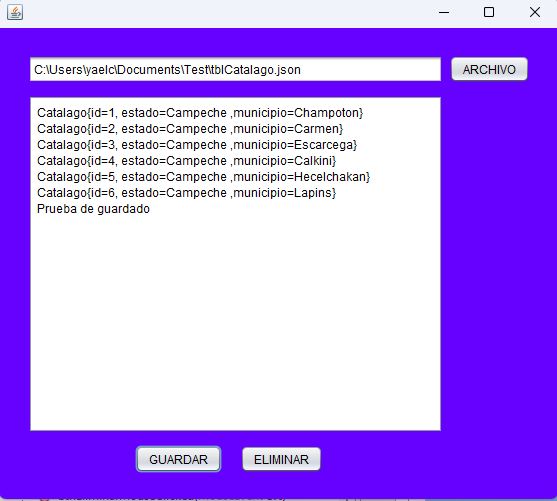 C:\Users\yaelc\Documents\Test\tblCatalago.json
ARCHIVO
Catalago{id=1, estado=Campeche ,municipio=Champoton}
Catalago{id=2, estado=Campeche ,municipio=Carmen}
Catalago{id=3, estado=Campeche ,municipio=Escarcega}
Catalago{id=4, estado=Campeche ,municipio=Calkini}
Catalago{id=5, estado=Campeche ,municipio=Hecelchakan}
Catalago{id=6, estado=Campeche ,municipio=Lapins}
Prueba de guardado
GUARDAR
ELIMINAR